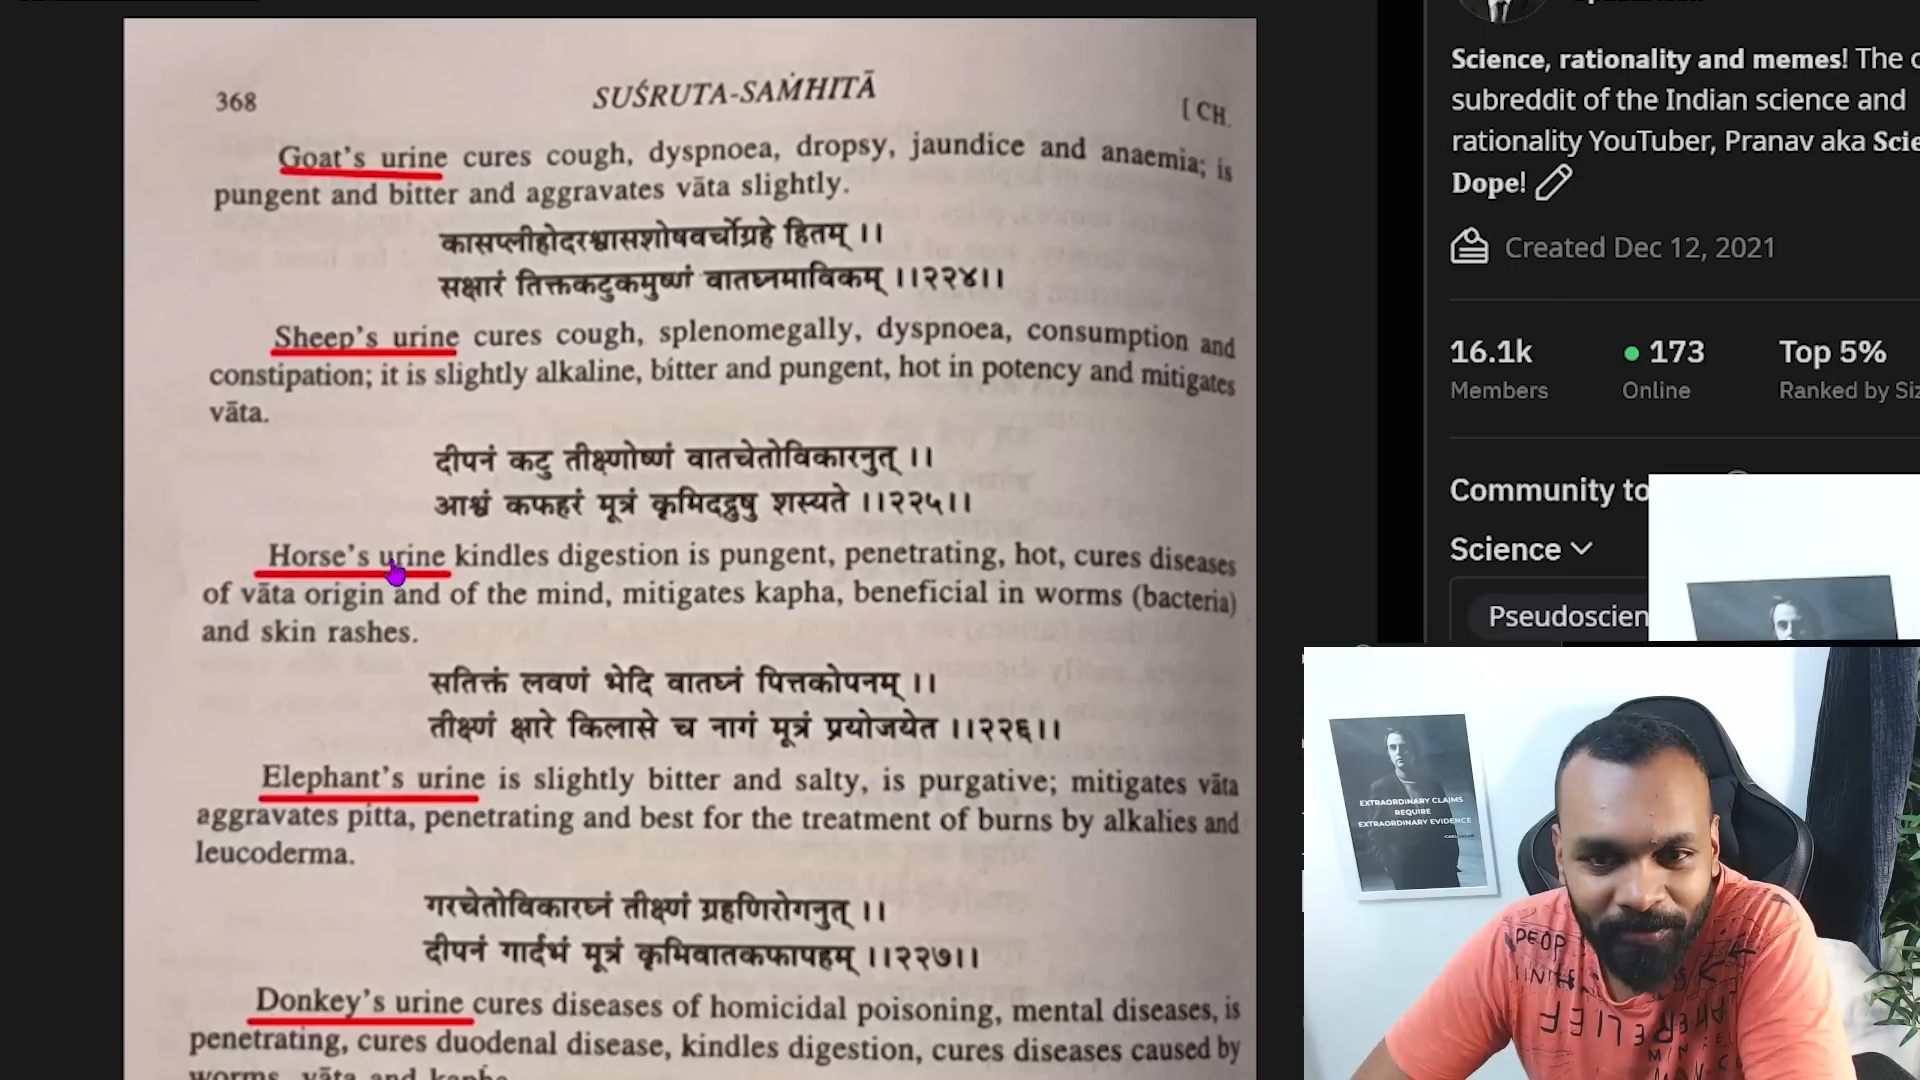 368
SUŚRUTA-SAṀHITĀ
[ CH.
Goat's urine cures cough, dyspnoea, dropsy, jaundice and anaemia; is
pungent and bitter and aggravates vāta slightly.
कासप्लीहोदरश्वासशोषवर्चोग्रहे हितम् ।।
सक्षारं तिक्तकटुकमुष्णं वातघ्नमाविकम् ।।२२४।।
Sheep's urine cures cough, splenomegally, dyspnoea, consumption and
constipation; it is slightly alkaline, bitter and pungent, hot in potency and mitigates
vāta.
दीपनं कटु तीक्ष्णोष्णं वातचेतोविकारनुत् ।।
आश्वं कफहरं मूत्रं कृमिदद्रुषु शस्यते ।।२२५।।
Horse's urine kindles digestion is pungent, penetrating, hot, cures diseases
of vāta origin and of the mind, mitigates kapha, beneficial in worms (bacteria)
and skin rashes.
सतिक्तं लवणं भेदि वातघ्नं पित्तकोपनम् ।।
तीक्ष्णं क्षारे किलासे च नागं मूत्रं प्रयोजयेत ।।२२६।।
Elephant's urine is slightly bitter and salty, is purgative; mitigates vāta
aggravates pitta, penetrating and best for the treatment of burns by alkalies and
leucoderma.
गरचेतोविकारघ्नं तीक्ष्णं ग्रहणिरोगनुत् ।।
दीपनं गार्दभं मूत्रं कृमिवातकफापहम् ।।२२७।।
Donkey's urine cures diseases of homicidal poisoning, mental diseases, is
penetrating, cures duodenal disease, kindles digestion, cures diseases caused by
worms, vāta and kapha
Science, rationality and memes! The
subreddit of the Indian science and
rationality YouTuber, Pranav aka
Dope!
Created Dec 12, 2021
16.1k 173 Top 5%
Members Online Ranked by
Community
Science
EXTRAORDINARY CLAIMS
REQUIRE
EXTRAORDINARY EVIDENCE